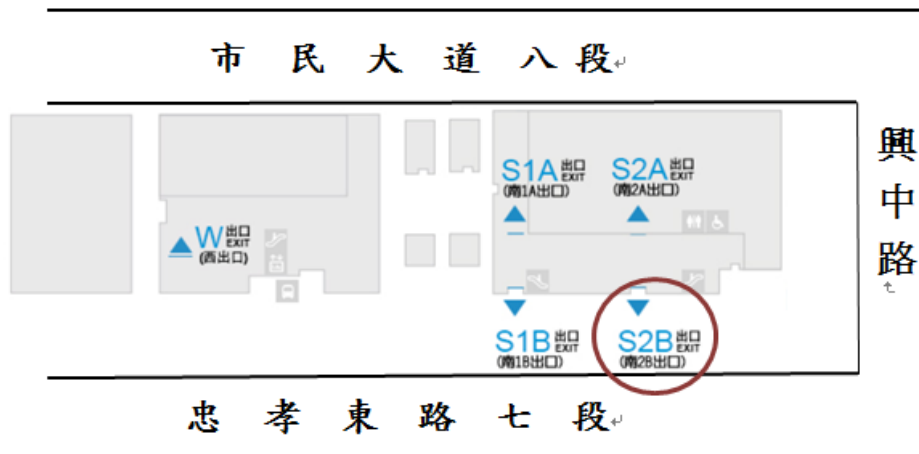 市民大道八段
興中路
S1A 出口 EXIT
(南1A出口)
S2A 出口 EXIT
(南2A出口)
W 出口 EXIT
(西出口)
S1B 出口 EXIT
(南1B出口)
S2B 出口 EXIT
(南2B出口)
忠孝東路七段